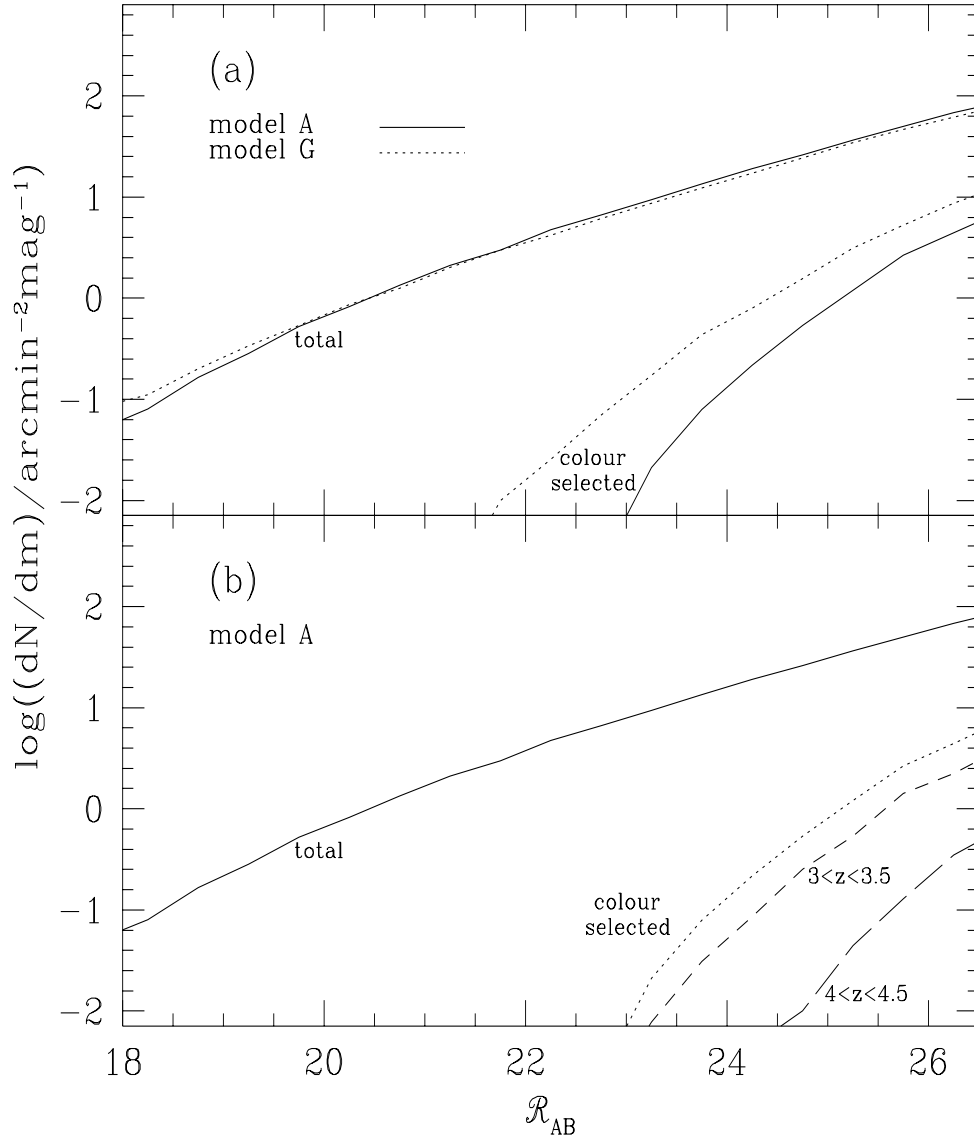 (a)
model A
model G
total
colour
selected
2
1
0
−1
−2
log((dN/dm)/arcmin⁻²mag⁻¹)
(b)
model A
total
colour
selected
3<z<3.5
4<z<4.5
2
1
0
−1
−2
18 20 22 24 26
ℛ_AB